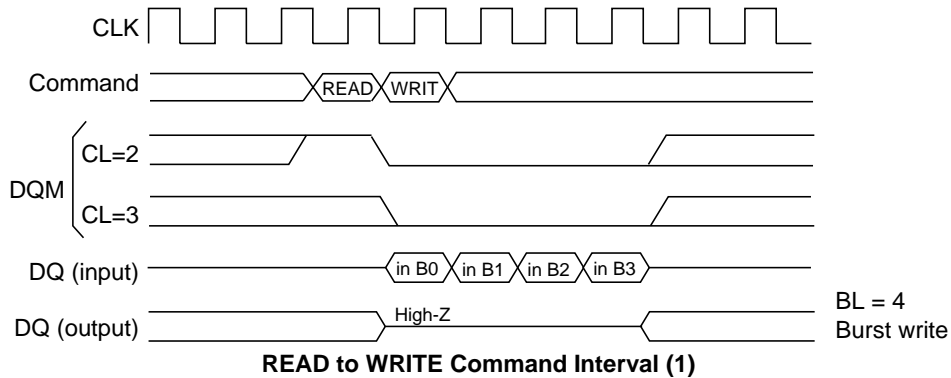 CLK
Command
READ WRIT
DQM
CL=2
CL=3
DQ (input)
in B0 in B1 in B2 in B3
DQ (output)
High-Z
BL = 4
Burst write
READ to WRITE Command Interval (1)